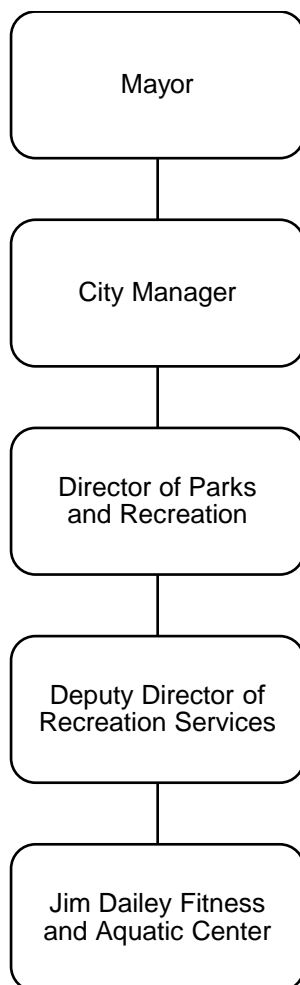 Mayor
City Manager
Director of Parks
and Recreation
Deputy Director of
Recreation Services
Jim Dailey Fitness
and Aquatic Center